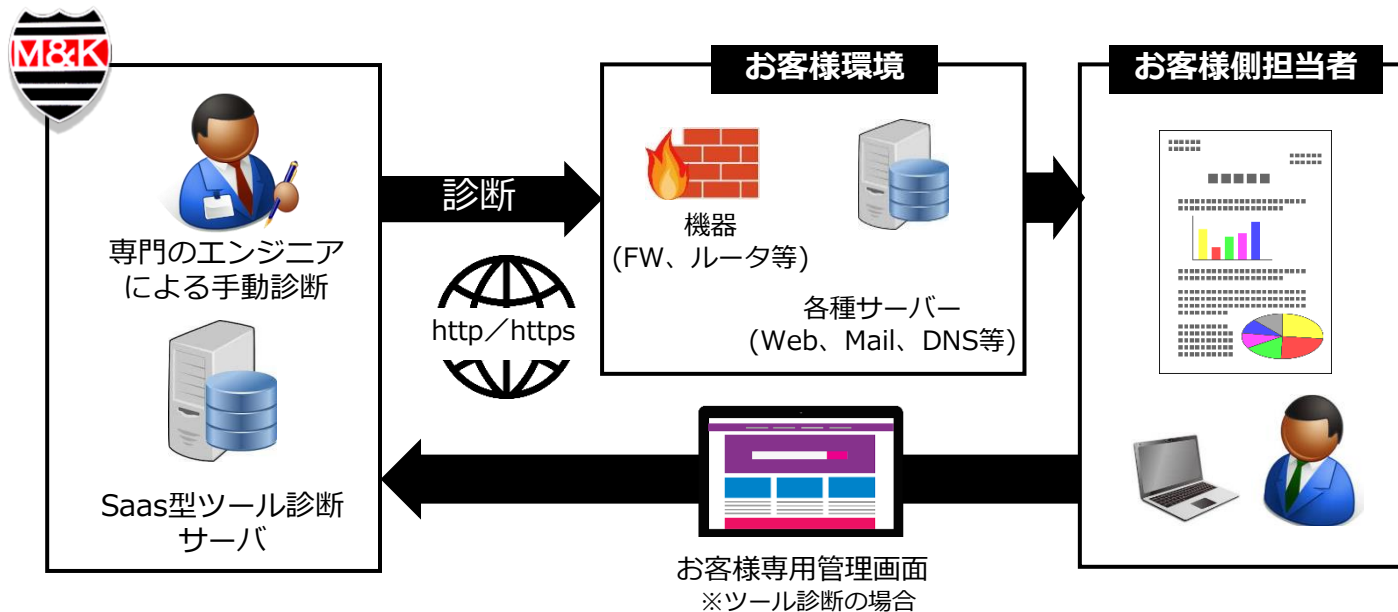 M&K
専門のエンジニア
による手動診断
Saas型ツール診断
サーバ
診断
http／https
お客様環境
機器
(FW、ルータ等)
各種サーバー
(Web、Mail、DNS等)
お客様側担当者
お客様専用管理画面
※ツール診断の場合